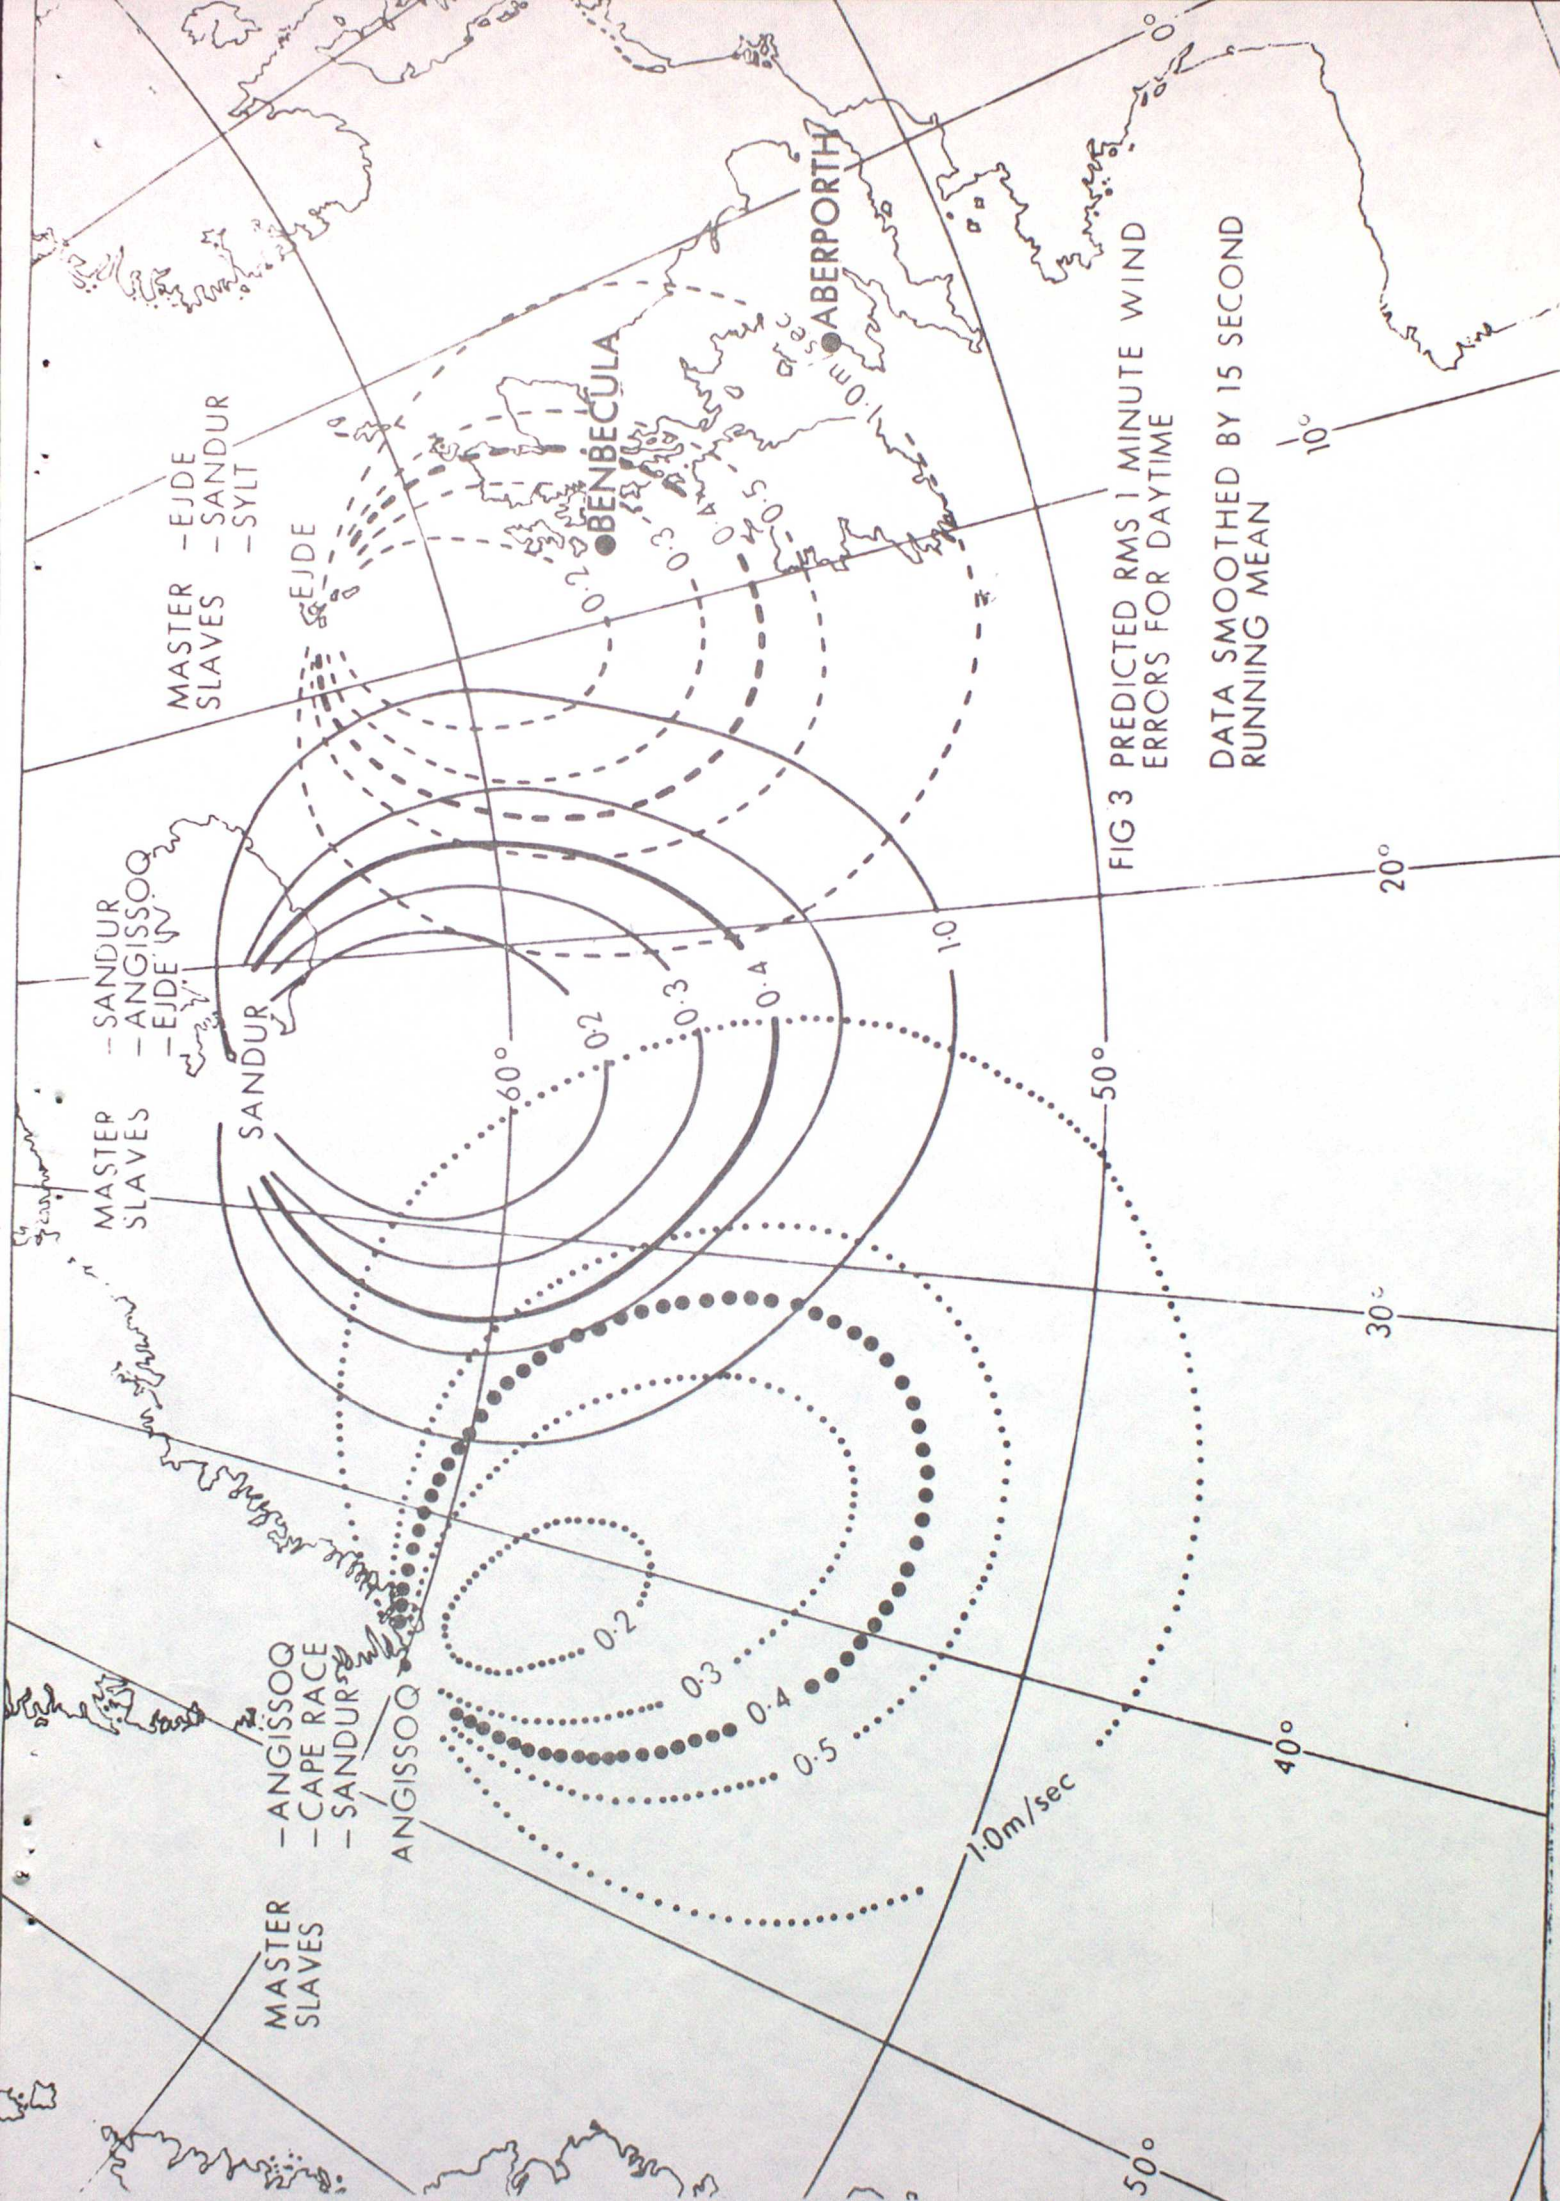 MASTER – ANGISSOQ
SLAVES – CAPE RACE
– SANDUR
ANGISSOQ
MASTER – SANDUR
SLAVES – ANGISSOQ
– EJDE
SANDUR
MASTER – EJDE
SLAVES – SANDUR
– SYLT
EJDE
BENBECULA
ABERPORTH
0·2
0·3
0·4
0·5
1·0m/sec
0·2
0·3
0·4
1·0
0·2
0·3
0·4
0·5
1·0m/sec
60°
50°
50°
40°
30°
20°
10°
0°
FIG 3 PREDICTED RMS 1 MINUTE WIND
ERRORS FOR DAYTIME
DATA SMOOTHED BY 15 SECOND
RUNNING MEAN